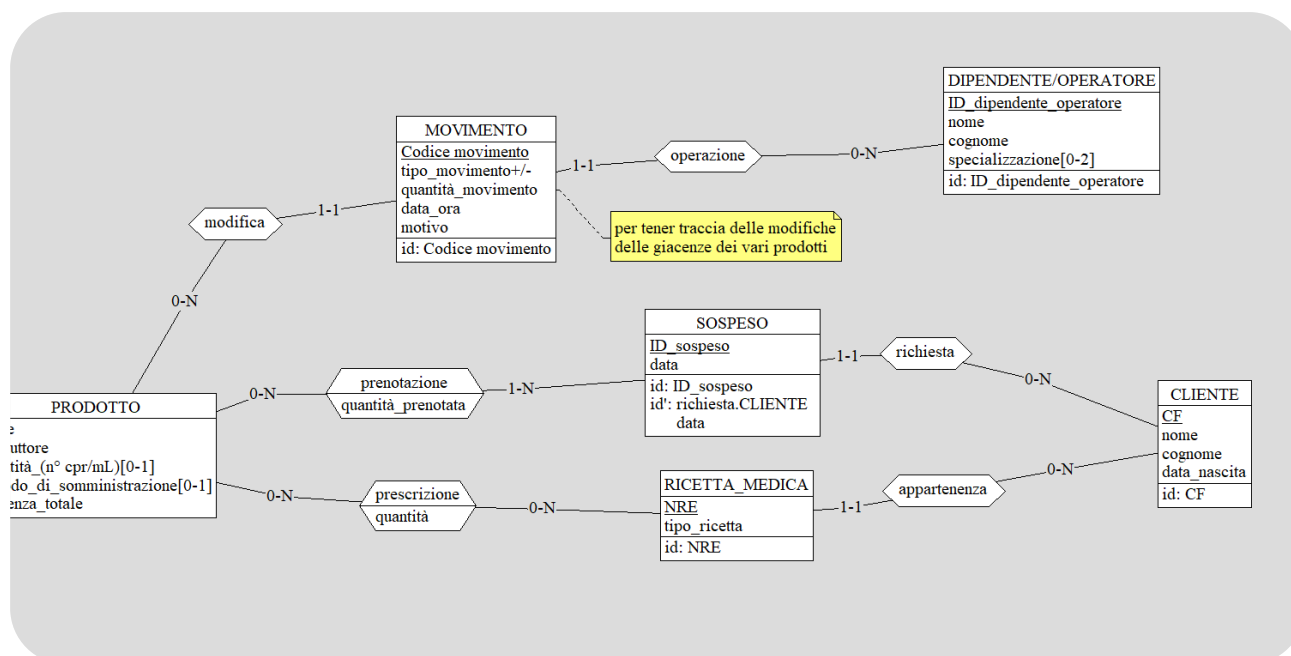 DIPENDENTE/OPERATORE
ID_dipendente_operatore
nome
cognome
specializzazione[0-2]
id: ID_dipendente_operatore
MOVIMENTO
Codice movimento
tipo_movimento+/-
quantità_movimento
data_ora
motivo
id: Codice movimento
1-1
operazione
0-N
modifica
1-1
0-N
per tener traccia delle modifiche
delle giacenze dei vari prodotti
SOSPESO
ID_sospeso
data
id: ID_sospeso
id': richiesta.CLIENTE
data
1-1
richiesta
0-N
0-N
prenotazione
quantità_prenotata
1-N
PRODOTTO
e
uttore
tità_(n° cpr/mL)[0-1]
do_di_somministrazione[0-1]
enza_totale
0-N
prescrizione
quantità
0-N
RICETTA_MEDICA
NRE
tipo_ricetta
id: NRE
1-1
appartenenza
0-N
CLIENTE
CF
nome
cognome
data_nascita
id: CF